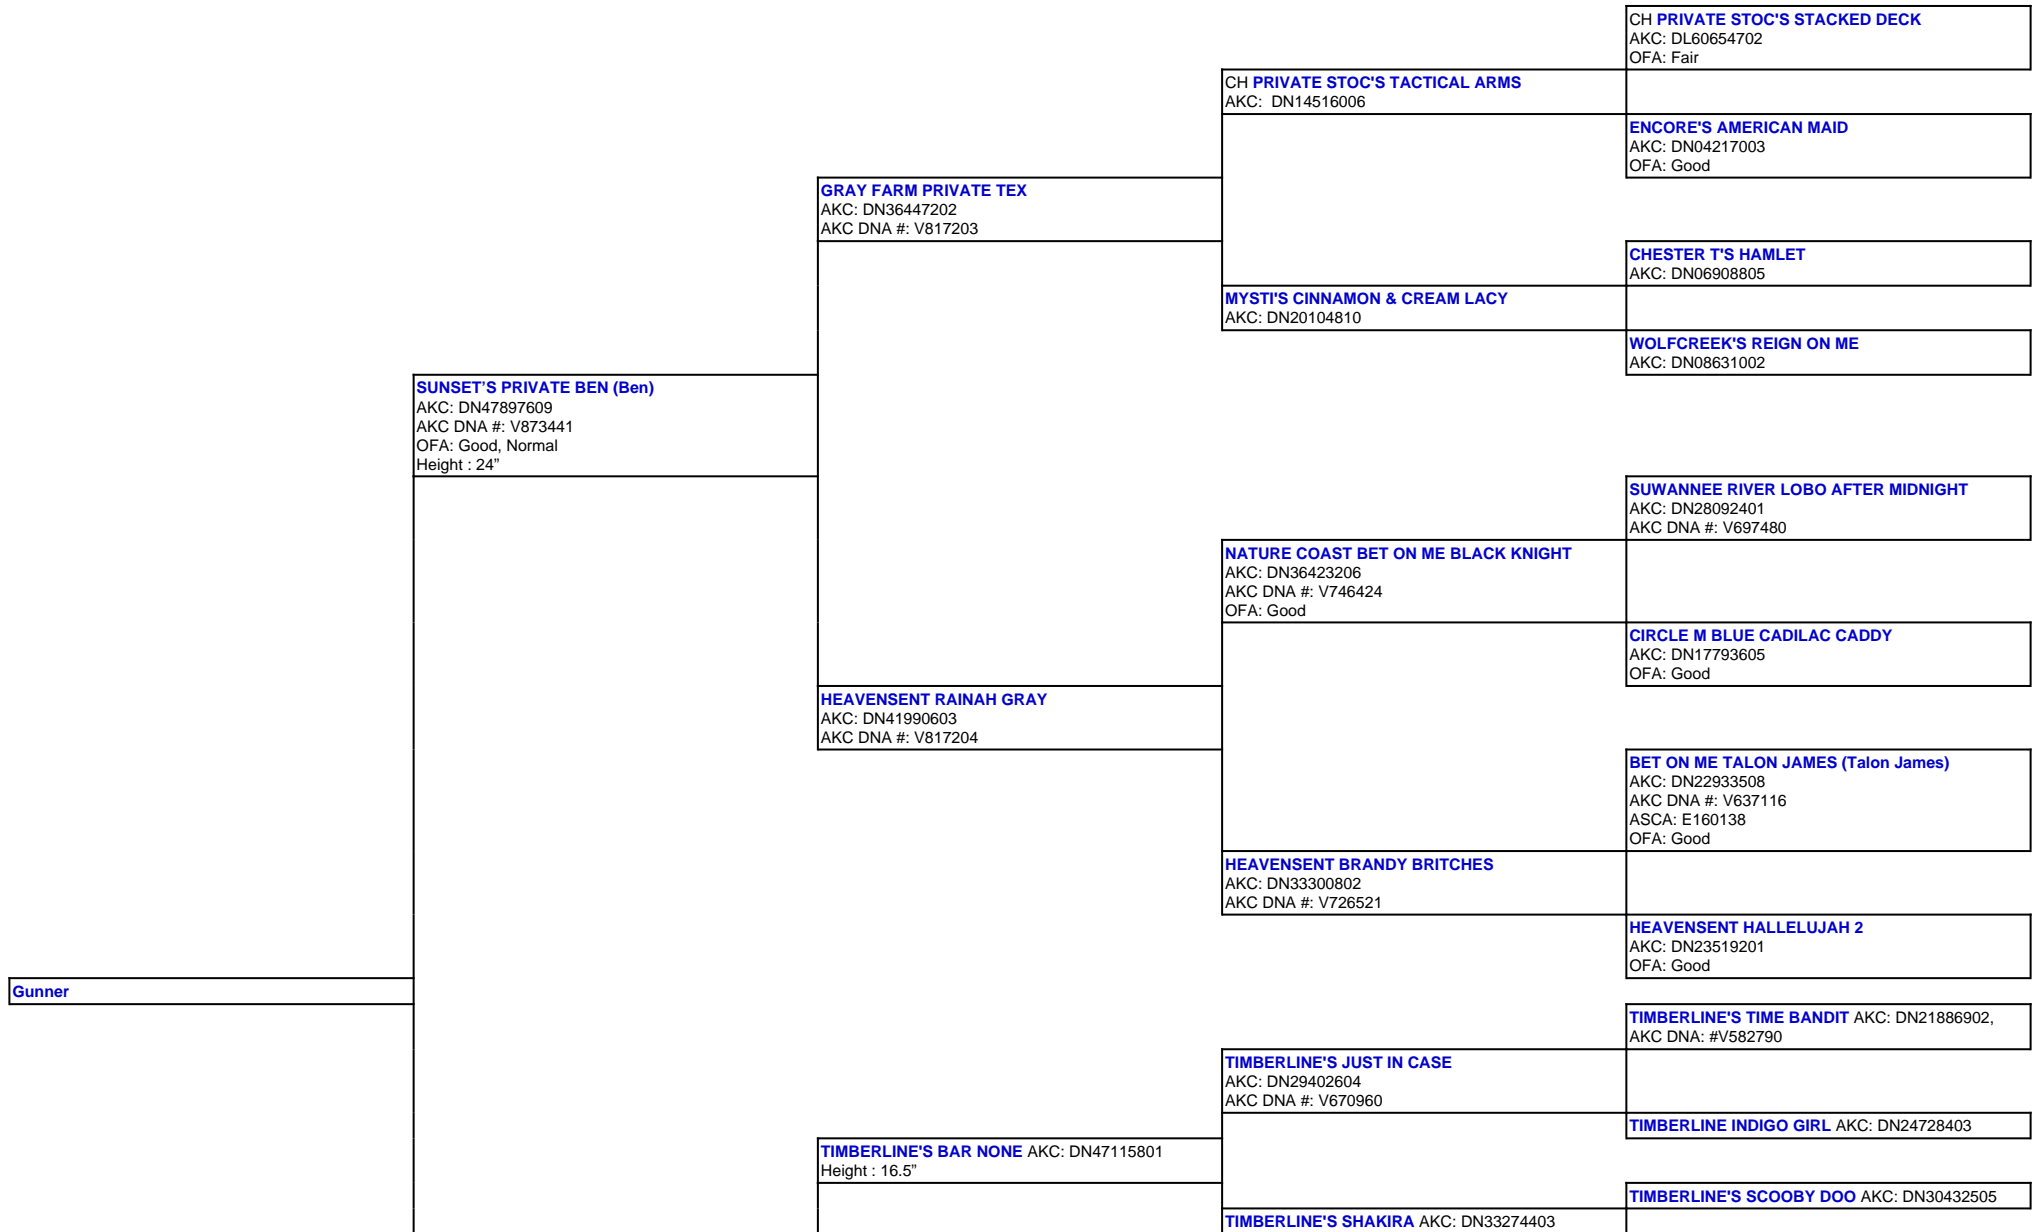 CH PRIVATE STOC'S STACKED DECK
AKC: DL60654702
OFA: Fair
CH PRIVATE STOC'S TACTICAL ARMS
AKC:  DN14516006
ENCORE'S AMERICAN MAID
AKC: DN04217003
OFA: Good
GRAY FARM PRIVATE TEX
AKC: DN36447202
AKC DNA #: V817203
CHESTER T'S HAMLET
AKC: DN06908805
MYSTI'S CINNAMON & CREAM LACY
AKC: DN20104810
WOLFCREEK'S REIGN ON ME
AKC: DN08631002
SUNSET’S PRIVATE BEN (Ben)
AKC: DN47897609
AKC DNA #: V873441
OFA: Good, Normal
Height : 24”
SUWANNEE RIVER LOBO AFTER MIDNIGHT
AKC: DN28092401
AKC DNA #: V697480
NATURE COAST BET ON ME BLACK KNIGHT
AKC: DN36423206
AKC DNA #: V746424
OFA: Good
CIRCLE M BLUE CADILAC CADDY
AKC: DN17793605
OFA: Good
HEAVENSENT RAINAH GRAY
AKC: DN41990603
AKC DNA #: V817204
BET ON ME TALON JAMES (Talon James)
AKC: DN22933508
AKC DNA #: V637116
ASCA: E160138
OFA: Good
HEAVENSENT BRANDY BRITCHES
AKC: DN33300802
AKC DNA #: V726521
HEAVENSENT HALLELUJAH 2
AKC: DN23519201
OFA: Good
Gunner
TIMBERLINE'S TIME BANDIT AKC: DN21886902,
AKC DNA: #V582790
TIMBERLINE'S JUST IN CASE
AKC: DN29402604
AKC DNA #: V670960
TIMBERLINE INDIGO GIRL AKC: DN24728403
TIMBERLINE'S BAR NONE AKC: DN47115801
Height : 16.5”
TIMBERLINE'S SCOOBY DOO AKC: DN30432505
TIMBERLINE'S SHAKIRA AKC: DN33274403